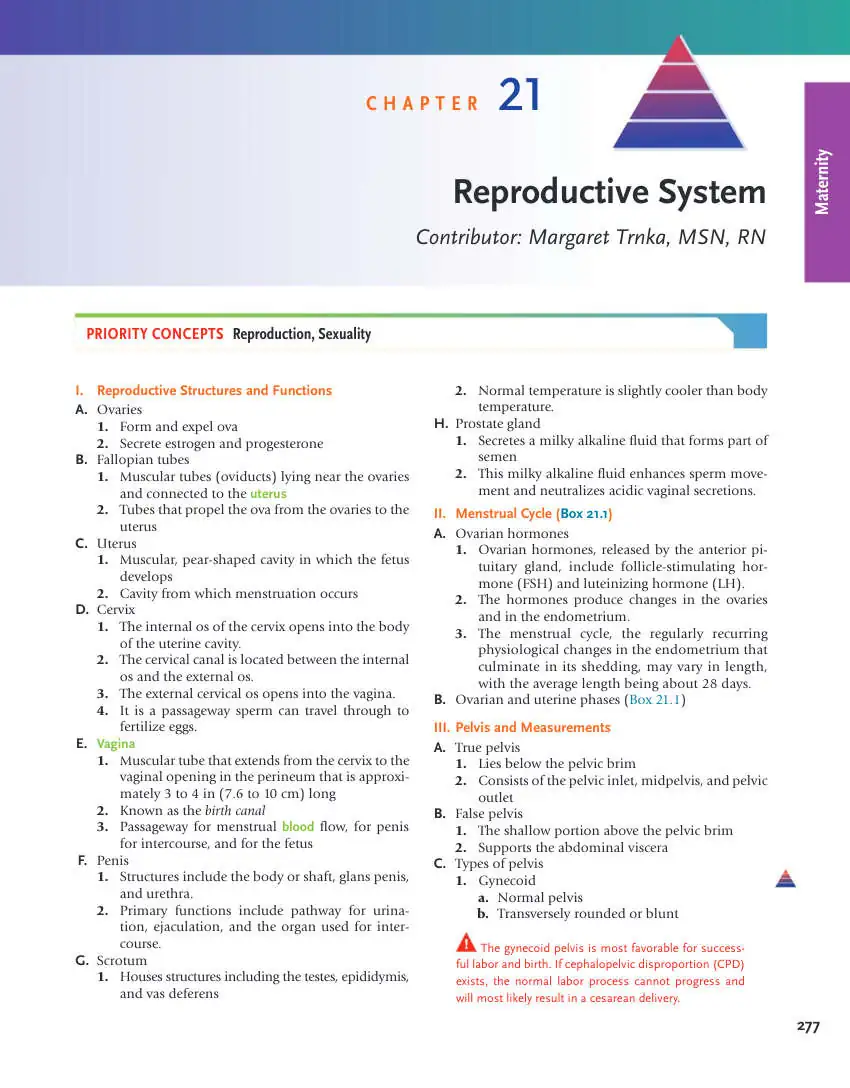 CHAPTER 21
Maternity
Reproductive System
Contributor: Margaret Trnka, MSN, RN
PRIORITY CONCEPTS Reproduction, Sexuality
I. Reproductive Structures and Functions
A. Ovaries
1. Form and expel ova
2. Secrete estrogen and progesterone
B. Fallopian tubes
1. Muscular tubes (oviducts) lying near the ovaries
and connected to the uterus
2. Tubes that propel the ova from the ovaries to the
uterus
C. Uterus
1. Muscular, pear-shaped cavity in which the fetus
develops
2. Cavity from which menstruation occurs
D. Cervix
1. The internal os of the cervix opens into the body
of the uterine cavity.
2. The cervical canal is located between the internal
os and the external os.
3. The external cervical os opens into the vagina.
4. It is a passageway sperm can travel through to
fertilize eggs.
E. Vagina
1. Muscular tube that extends from the cervix to the
vaginal opening in the perineum that is approxi-
mately 3 to 4 in (7.6 to 10 cm) long
2. Known as the birth canal
3. Passageway for menstrual blood flow, for penis
for intercourse, and for the fetus
F. Penis
1. Structures include the body or shaft, glans penis,
and urethra.
2. Primary functions include pathway for urina-
tion, ejaculation, and the organ used for inter-
course.
G. Scrotum
1. Houses structures including the testes, epididymis,
and vas deferens
2. Normal temperature is slightly cooler than body
temperature.
H. Prostate gland
1. Secretes a milky alkaline fluid that forms part of
semen
2. This milky alkaline fluid enhances sperm move-
ment and neutralizes acidic vaginal secretions.
II. Menstrual Cycle (Box 21.1)
A. Ovarian hormones
1. Ovarian hormones, released by the anterior pi-
tuitary gland, include follicle-stimulating hor-
mone (FSH) and luteinizing hormone (LH).
2. The hormones produce changes in the ovaries
and in the endometrium.
3. The menstrual cycle, the regularly recurring
physiological changes in the endometrium that
culminate in its shedding, may vary in length,
with the average length being about 28 days.
B. Ovarian and uterine phases (Box 21.1)
III. Pelvis and Measurements
A. True pelvis
1. Lies below the pelvic brim
2. Consists of the pelvic inlet, midpelvis, and pelvic
outlet
B. False pelvis
1. The shallow portion above the pelvic brim
2. Supports the abdominal viscera
C. Types of pelvis
1. Gynecoid
a. Normal pelvis
b. Transversely rounded or blunt
The gynecoid pelvis is most favorable for success-
ful labor and birth. If cephalopelvic disproportion (CPD)
exists, the normal labor process cannot progress and
will most likely result in a cesarean delivery.
277